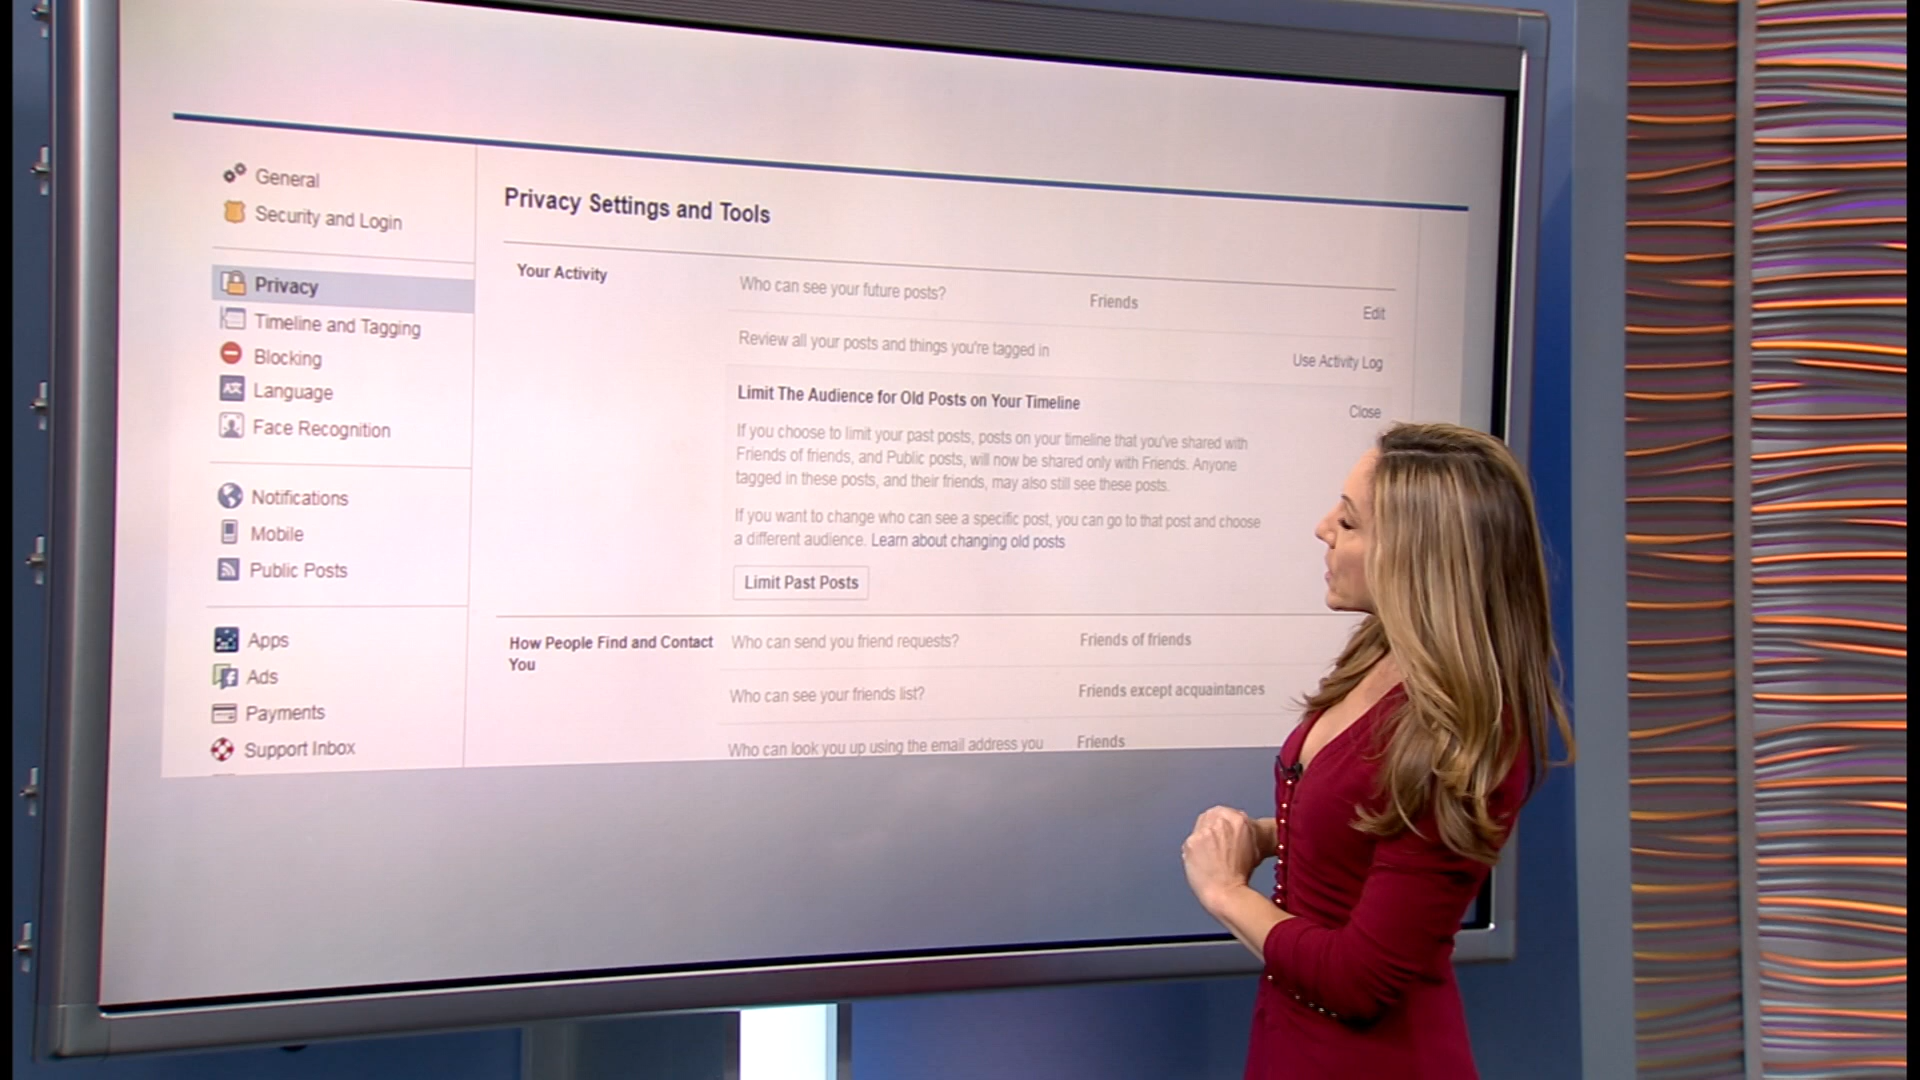 General
Security and Login
Privacy
Timeline and Tagging
Blocking
Language
Face Recognition
Notifications
Mobile
Public Posts
Apps
Ads
Payments
Support Inbox
Privacy Settings and Tools
Your Activity
Who can see your future posts? Friends Edit
Review all your posts and things you're tagged in Use Activity Log
Limit The Audience for Old Posts on Your Timeline Close
If you choose to limit your past posts, posts on your timeline that you've shared with
Friends of friends, and Public posts, will now be shared only with Friends. Anyone
tagged in these posts, and their friends, may also still see these posts.
If you want to change who can see a specific post, you can go to that post and choose
a different audience. Learn about changing old posts
Limit Past Posts
How People Find and Contact
You
Who can send you friend requests? Friends of friends
Who can see your friends list? Friends except acquaintances
Who can look you up using the email address you Friends